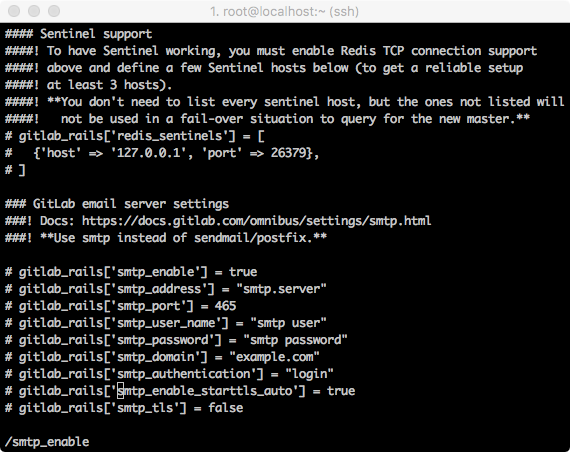 1. root@localhost:~ (ssh)
#### Sentinel support
####! To have Sentinel working, you must enable Redis TCP connection support
####! above and define a few Sentinel hosts below (to get a reliable setup
####! at least 3 hosts).
####! **You don't need to list every sentinel host, but the ones not listed will
####!   not be used in a fail-over situation to query for the new master.**
# gitlab_rails['redis_sentinels'] = [
#   {'host' => '127.0.0.1', 'port' => 26379},
# ]
### GitLab email server settings
###! Docs: https://docs.gitlab.com/omnibus/settings/smtp.html
###! **Use smtp instead of sendmail/postfix.**
# gitlab_rails['smtp_enable'] = true
# gitlab_rails['smtp_address'] = "smtp.server"
# gitlab_rails['smtp_port'] = 465
# gitlab_rails['smtp_user_name'] = "smtp user"
# gitlab_rails['smtp_password'] = "smtp password"
# gitlab_rails['smtp_domain'] = "example.com"
# gitlab_rails['smtp_authentication'] = "login"
# gitlab_rails['smtp_enable_starttls_auto'] = true
# gitlab_rails['smtp_tls'] = false
/smtp_enable